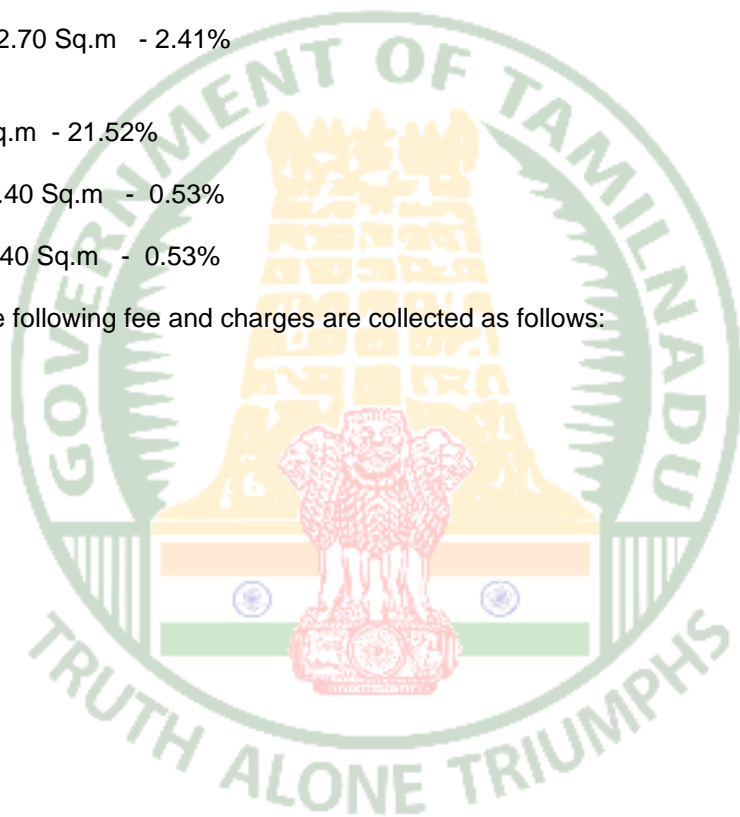 2.70 Sq.m - 2.41%
GOVERNMENT OF TAMILNADU
q.m - 21.52%
.40 Sq.m - 0.53%
40 Sq.m - 0.53%
e following fee and charges are collected as follows:
TRUTH ALONE TRIUMPHS